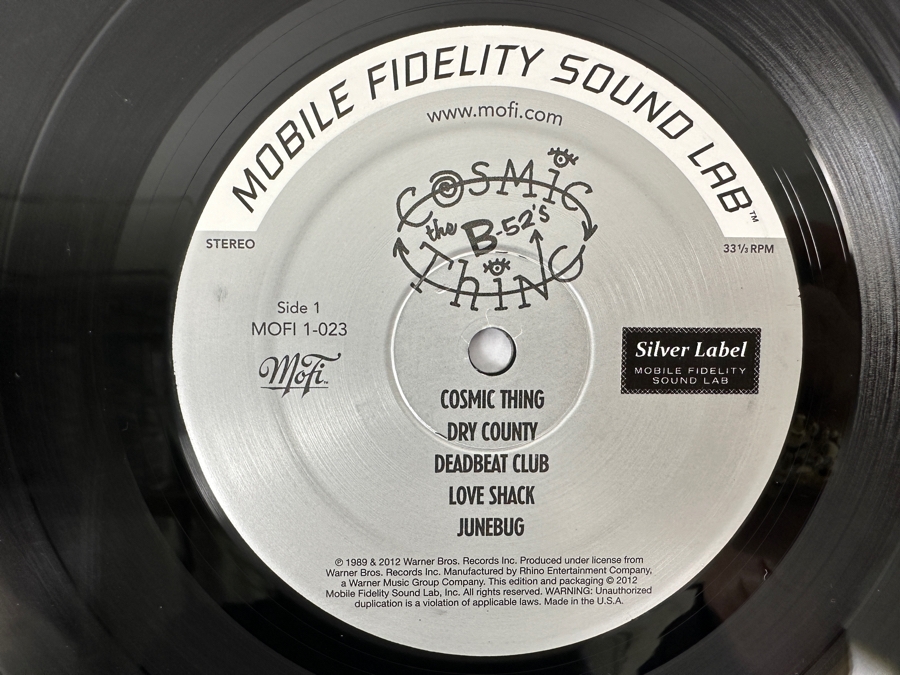 MOBILE FIDELITY SOUND LAB™
www.mofi.com
COSMIC
the B-52's
THING
STEREO
33 1/3 RPM
Side 1
MOFI 1-023
MoFi™
Silver Label
MOBILE FIDELITY
SOUND LAB
COSMIC THING
DRY COUNTY
DEADBEAT CLUB
LOVE SHACK
JUNEBUG
℗ 1989 & 2012 Warner Bros. Records Inc. Produced under license from
Warner Bros. Records Inc. Manufactured by Rhino Entertainment Company,
a Warner Music Group Company. This edition and packaging © 2012
Mobile Fidelity Sound Lab, Inc. All rights reserved. WARNING: Unauthorized
duplication is a violation of applicable laws. Made in the U.S.A.